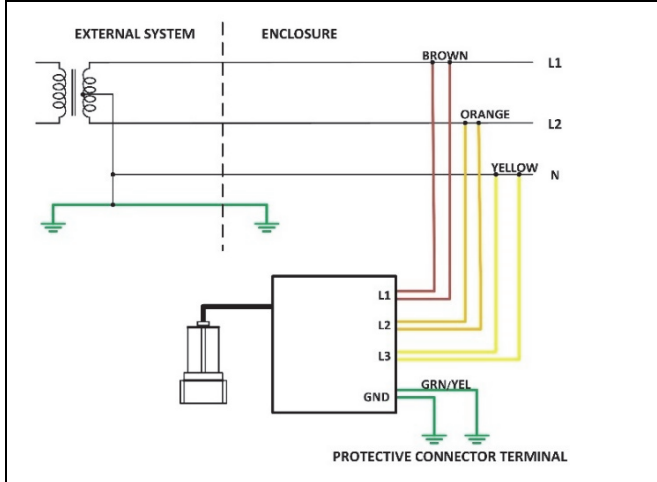 EXTERNAL SYSTEM
ENCLOSURE
BROWN
L1
ORANGE
L2
YELLOW
N
L1
L2
L3
GRN/YEL
GND
PROTECTIVE CONNECTOR TERMINAL